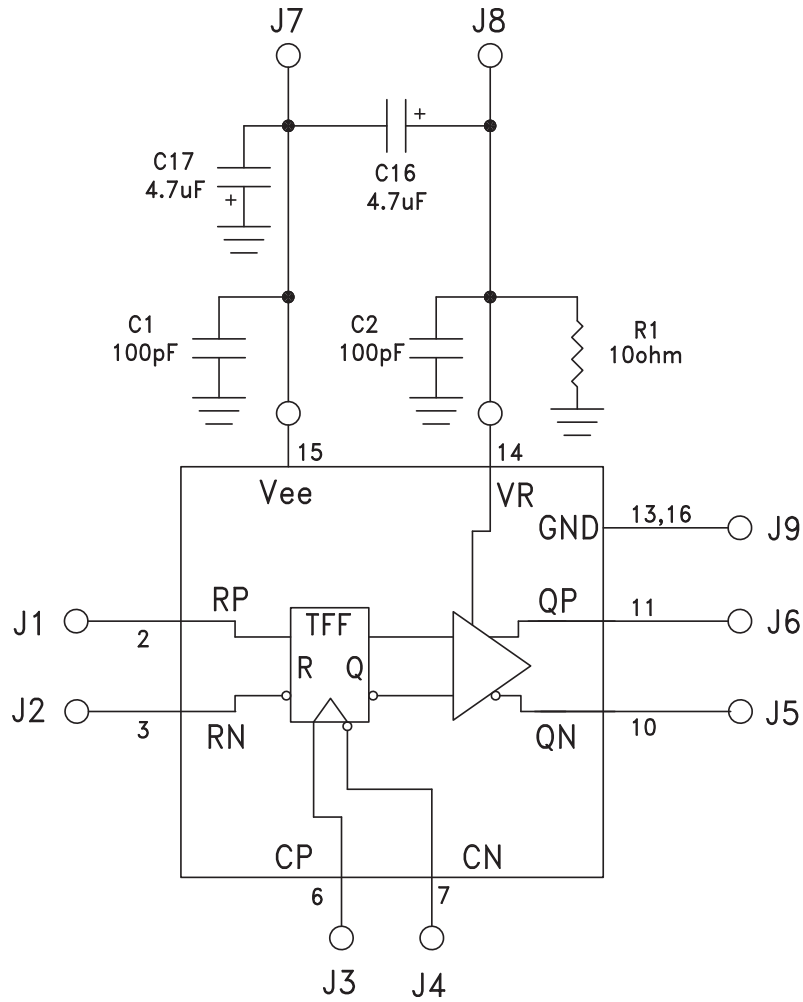 J7
J8
+
C17
4.7uF
+
C16
4.7uF
C1
100pF
C2
100pF
R1
10ohm
15
14
Vee
VR
GND
13,16
J9
J1
2
RP
TFF
R
Q
QP
11
J6
J2
3
RN
QN
10
J5
CP
CN
6
7
J3
J4